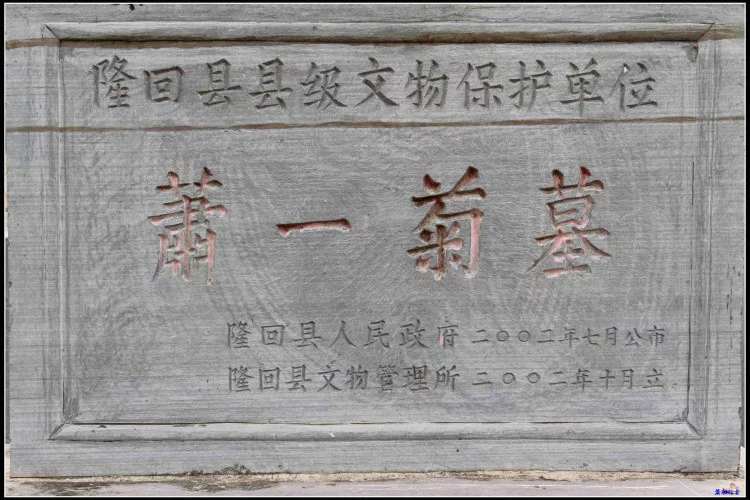 隆回县县级文物保护单位
蕭一菊墓
隆回县人民政府 二〇〇二年七月公市
隆回县文物管理所 二〇〇二年十月立